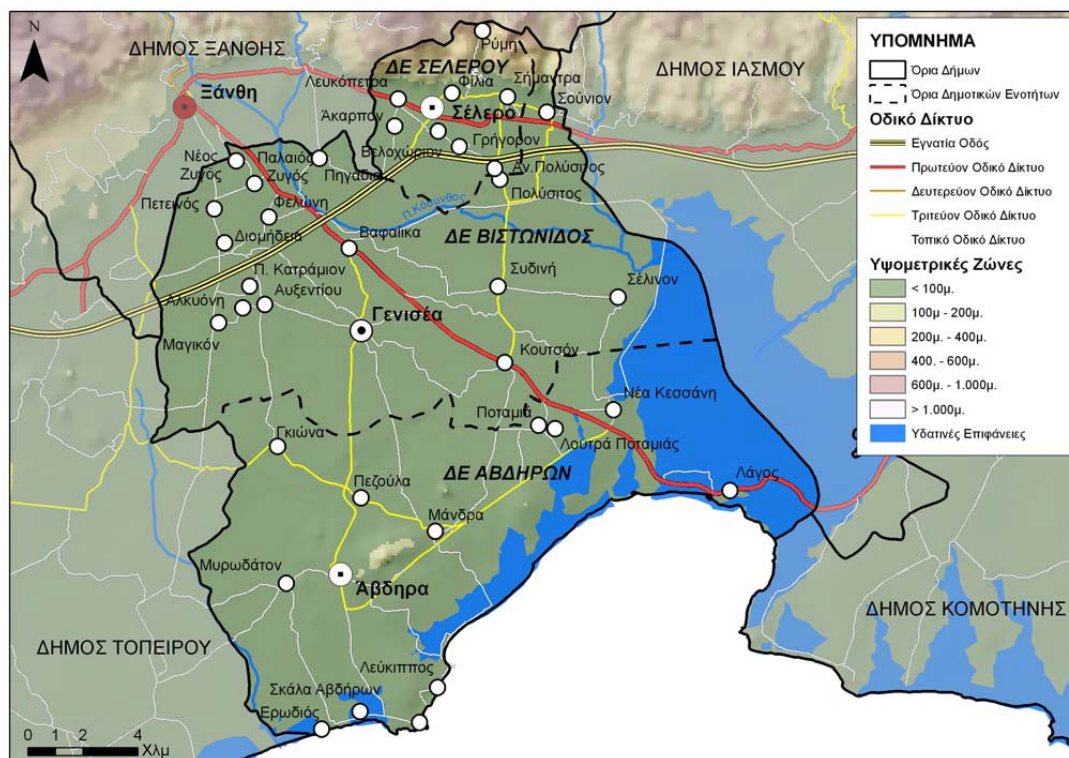 N
ΔΗΜΟΣ ΞΑΝΘΗΣ
Ρύμη
ΔΕ ΣΕΛΕΡΟΥ
ΔΗΜΟΣ ΙΑΣΜΟΥ
Λευκόπετρα
Φίλια
Σήμαντρα
Σούνιον
Ξάνθη
Σέλερο
Άκαρπον
Γρήγορον
Βελοχώριον
Νέος
Ζυγός
Παλαιός
Ζυγός
Πηγάδια
Αν.Πολύσιτος
Πολύσιτος
Πετεινός
Φελώνη
Π.Κόσυνθος
Διομήδεια
Βαφαίικα
ΔΕ ΒΙΣΤΩΝΙΔΟΣ
Π. Κατράμιον
Συδινή
Σέλινον
Αλκυόνη
Αυξεντίου
Γενισέα
Μαγικόν
Κουτσόν
Νέα Κεσσάνη
Ποταμιά
Λουτρά Ποταμιάς
Γκιώνα
ΔΕ ΑΒΔΗΡΩΝ
Λάγος
Πεζούλα
Μάνδρα
Μυρωδάτον
Άβδηρα
ΔΗΜΟΣ ΚΟΜΟΤΗΝΗΣ
ΔΗΜΟΣ ΤΟΠΕΙΡΟΥ
Λεύκιππος
Σκάλα Αβδήρων
Ερωδιός
0 1 2 4
Χλμ
ΥΠΟΜΝΗΜΑ
Όρια Δήμων
Όρια Δημοτικών Ενοτήτων
Οδικό Δίκτυο
Εγνατία Οδός
Πρωτεύον Οδικό Δίκτυο
Δευτερεύον Οδικό Δίκτυο
Τριτεύον Οδικό Δίκτυο
Τοπικό Οδικό Δίκτυο
Υψομετρικές Ζώνες
< 100μ.
100μ - 200μ.
200μ. - 400μ.
400. - 600μ.
600μ. - 1.000μ.
> 1.000μ.
Υδατινές Επιφάνειες